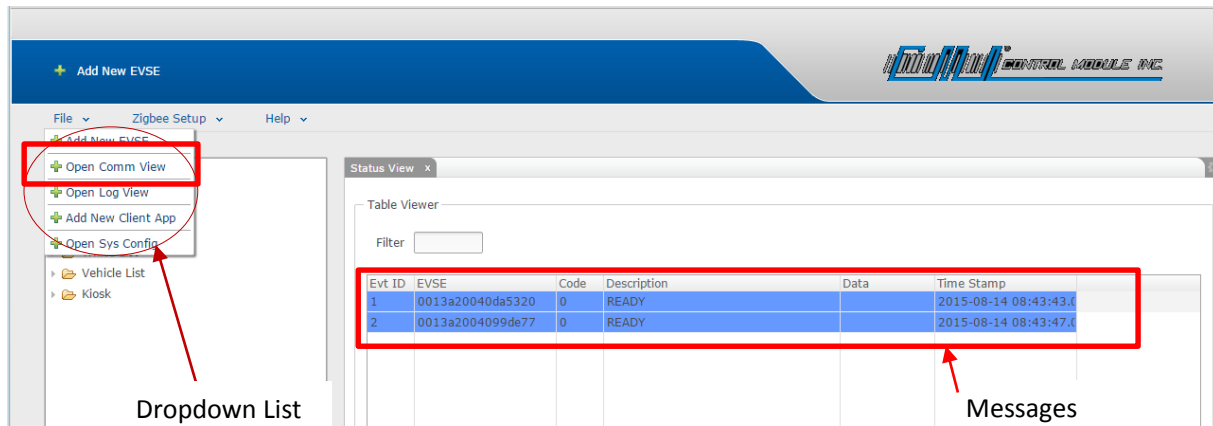 Add New EVSE
CONTROL MODULE INC.
File Zigbee Setup Help
Add New EVSE
Open Comm View
Open Log View
Add New Client App
Open Sys Config
Vehicle List
Kiosk
Status View x
Table Viewer
Filter
Evt ID EVSE Code Description Data Time Stamp
1 0013a20040da5320 0 READY 2015-08-14 08:43:43.
2 0013a2004099de77 0 READY 2015-08-14 08:43:47.
Dropdown List
Messages